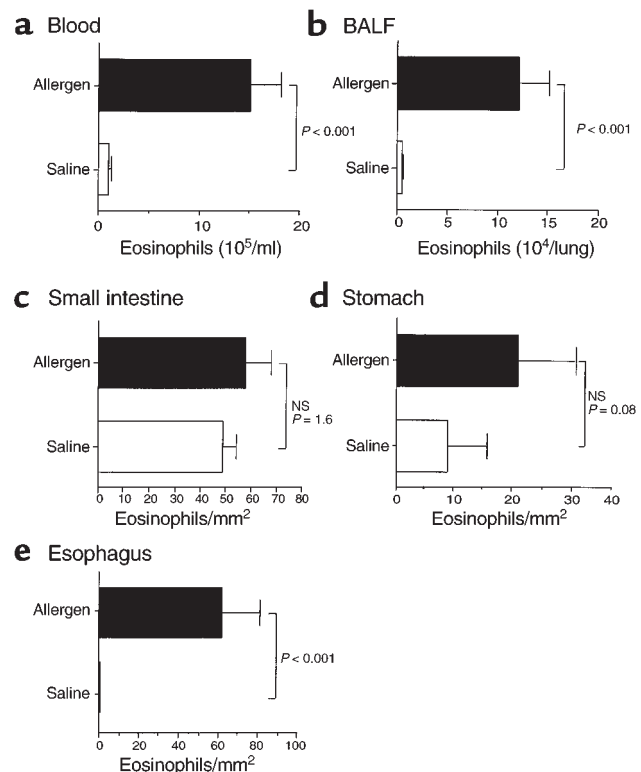 a Blood
Allergen
P < 0.001
Saline
0 10 20
Eosinophils (10⁵/ml)
b BALF
Allergen
P < 0.001
Saline
0 5 10 15 20
Eosinophils (10⁴/lung)
c Small intestine
Allergen
NS
P = 1.6
Saline
0 10 20 30 40 50 60 70 80
Eosinophils/mm²
d Stomach
Allergen
NS
P = 0.08
Saline
0 10 20 30 40
Eosinophils/mm²
e Esophagus
Allergen
P < 0.001
Saline
0 20 40 60 80 100
Eosinophils/mm²